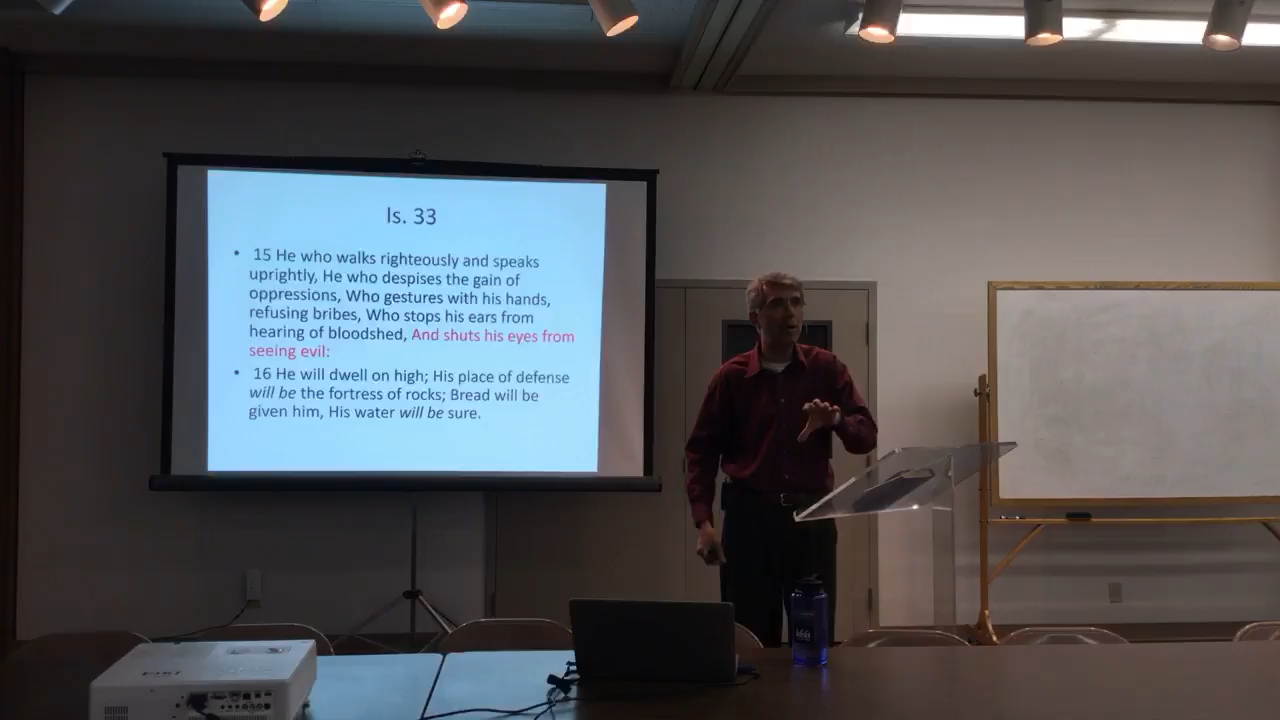 Is. 33
• 15 He who walks righteously and speaks
uprightly, He who despises the gain of
oppressions, Who gestures with his hands,
refusing bribes, Who stops his ears from
hearing of bloodshed, And shuts his eyes from
seeing evil:
• 16 He will dwell on high; His place of defense
will be the fortress of rocks; Bread will be
given him, His water will be sure.